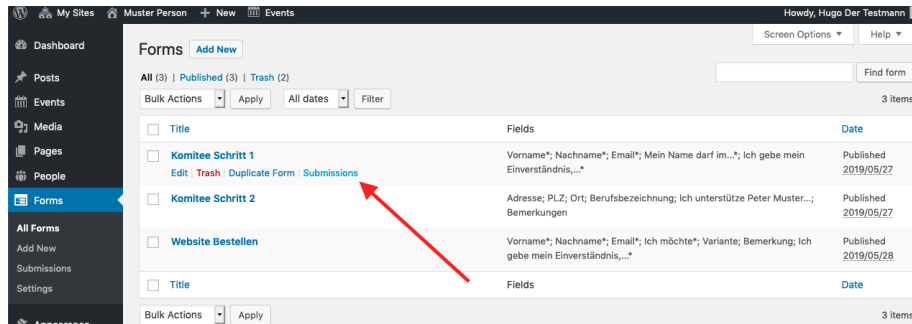 My Sites Muster Person + New Events Howdy, Hugo Der Testmann
Screen Options ▼ Help ▼
Dashboard
Posts
Events
Media
Pages
People
Forms
All Forms
Add New
Submissions
Settings
Appearance
Forms Add New
All (3) | Published (3) | Trash (2)
Find form
Bulk Actions Apply All dates Filter 3 items
Title Fields Date
Komitee Schritt 1 Vorname*; Nachname*; Email*; Mein Name darf im...*; Ich gebe mein Published
Edit | Trash | Duplicate Form | Submissions Einverständnis,...* 2019/05/27
Komitee Schritt 2 Adresse; PLZ; Ort; Berufsbezeichnung; Ich unterstütze Peter Muster...; Published
Bemerkungen 2019/05/27
Website Bestellen Vorname*; Nachname*; Email*; Ich möchte*; Variante; Bemerkung; Ich Published
gebe mein Einverständnis,...* 2019/05/28
Title Fields Date
Bulk Actions Apply 3 items